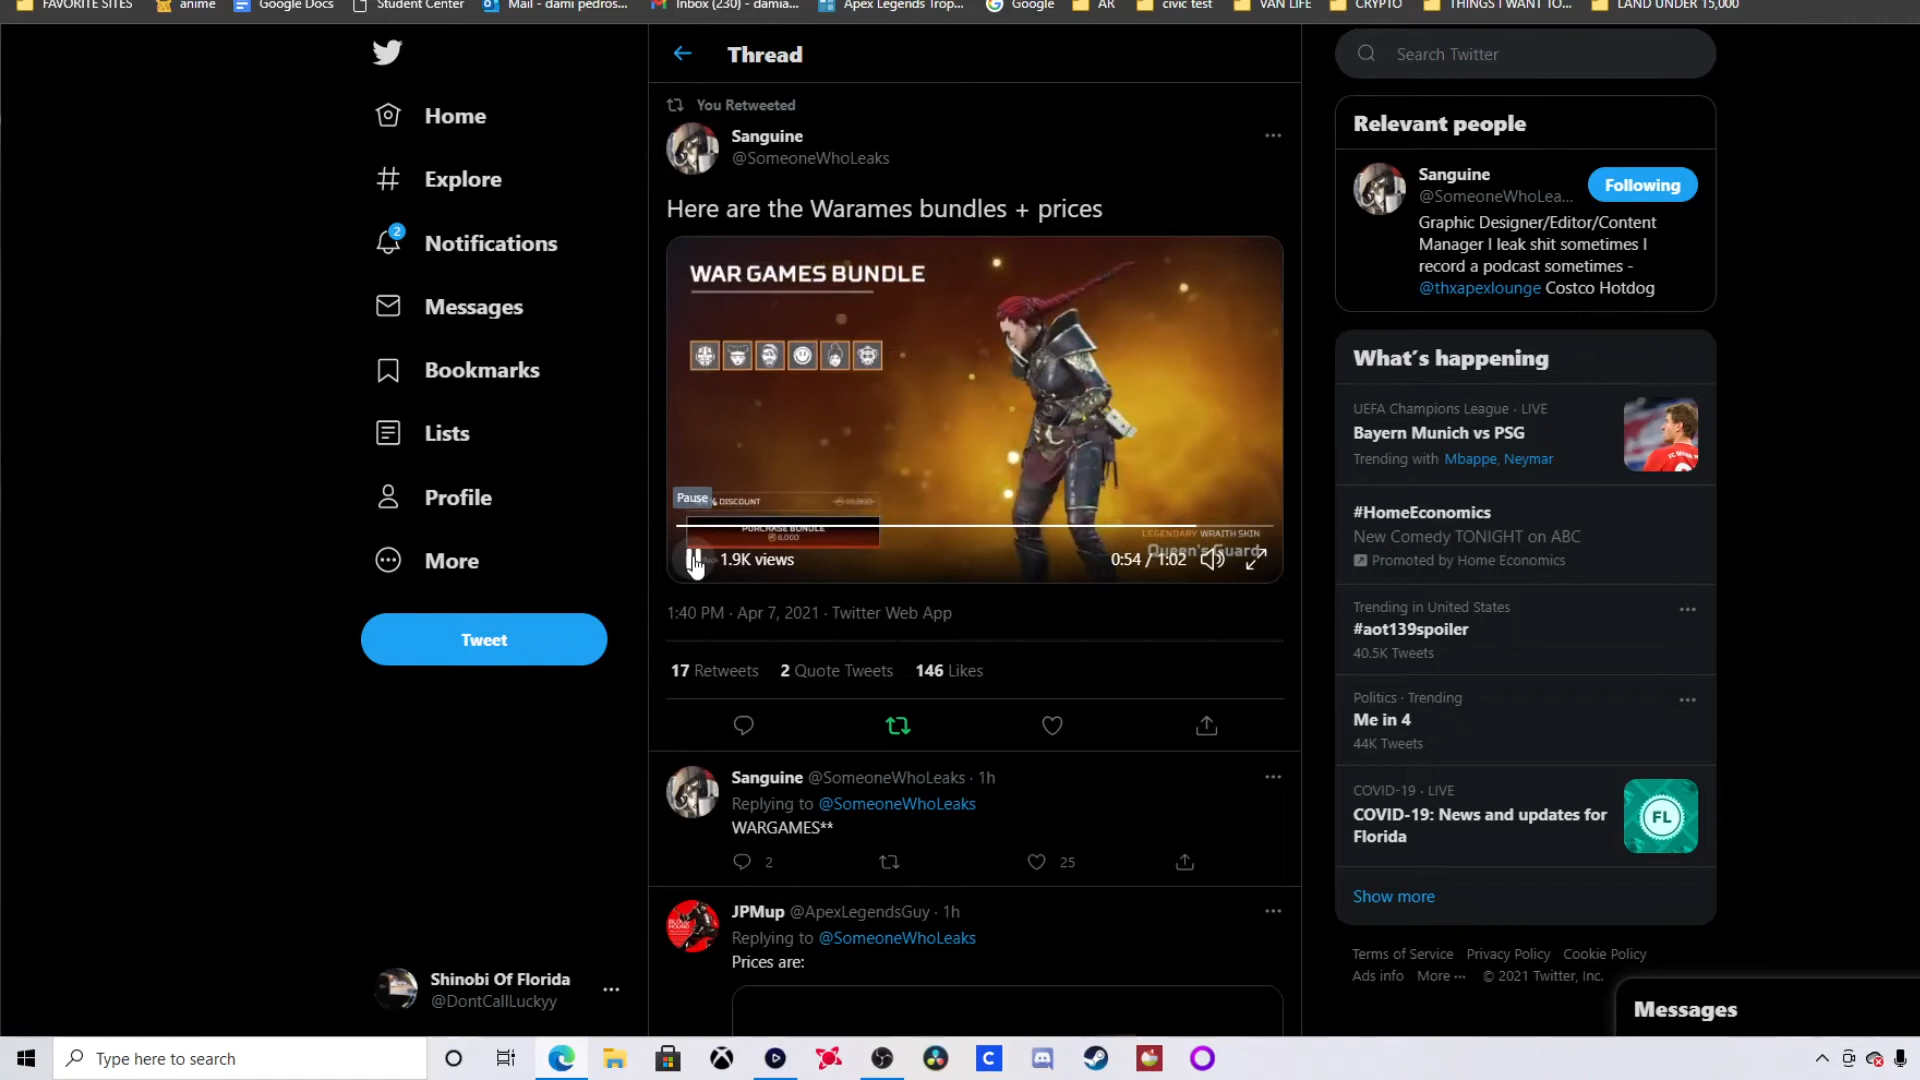 FAVORITE SITES
anime
Google Docs
Student Center
Mail - dami pedros...
Inbox (230) - damia...
Apex Legends Trop...
Google
AR
civic test
VAN LIFE
CRYPTO
THINGS I WANT TO...
LAND UNDER 15,000
Home
Explore
2
Notifications
Messages
Bookmarks
Lists
Profile
More
Tweet
Shinobi Of Florida
@DontCallLuckyy
Thread
You Retweeted
Sanguine
@SomeoneWhoLeaks
Here are the Warames bundles + prices
WAR GAMES BUNDLE
Pause
% DISCOUNT
10,800
PURCHASE BUNDLE
6,000
LEGENDARY WRAITH SKIN
Queen's Guard
1.9K views
0:54 / 1:02
1:40 PM · Apr 7, 2021 · Twitter Web App
17 Retweets 2 Quote Tweets 146 Likes
Sanguine @SomeoneWhoLeaks · 1h
Replying to @SomeoneWhoLeaks
WARGAMES**
2
25
JPMup @ApexLegendsGuy · 1h
Replying to @SomeoneWhoLeaks
Prices are:
Search Twitter
Relevant people
Sanguine
@SomeoneWhoLea...
Following
Graphic Designer/Editor/Content
Manager I leak shit sometimes I
record a podcast sometimes -
@thxapexlounge Costco Hotdog
What's happening
UEFA Champions League · LIVE
Bayern Munich vs PSG
Trending with Mbappe, Neymar
#HomeEconomics
New Comedy TONIGHT on ABC
Promoted by Home Economics
Trending in United States
#aot139spoiler
40.5K Tweets
Politics · Trending
Me in 4
44K Tweets
COVID-19 · LIVE
COVID-19: News and updates for
Florida
FL
Show more
Terms of Service Privacy Policy Cookie Policy
Ads info More ··· © 2021 Twitter, Inc.
Messages
Type here to search